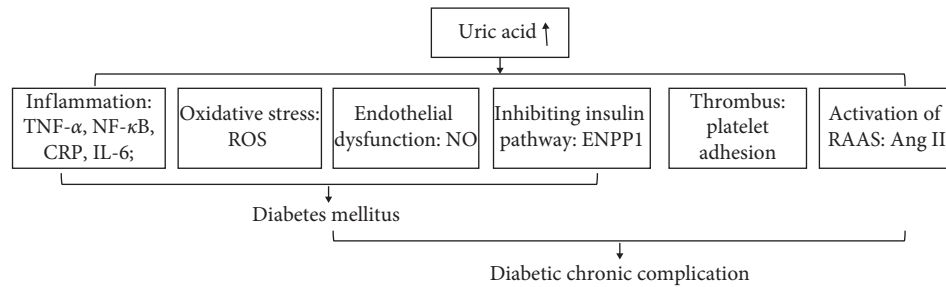 Uric acid ↑
Inflammation:
TNF-α, NF-κB,
CRP, IL-6;
Oxidative stress:
ROS
Endothelial
dysfunction: NO
Inhibiting insulin
pathway: ENPP1
Thrombus:
platelet
adhesion
Activation of
RAAS: Ang II
Diabetes mellitus
Diabetic chronic complication